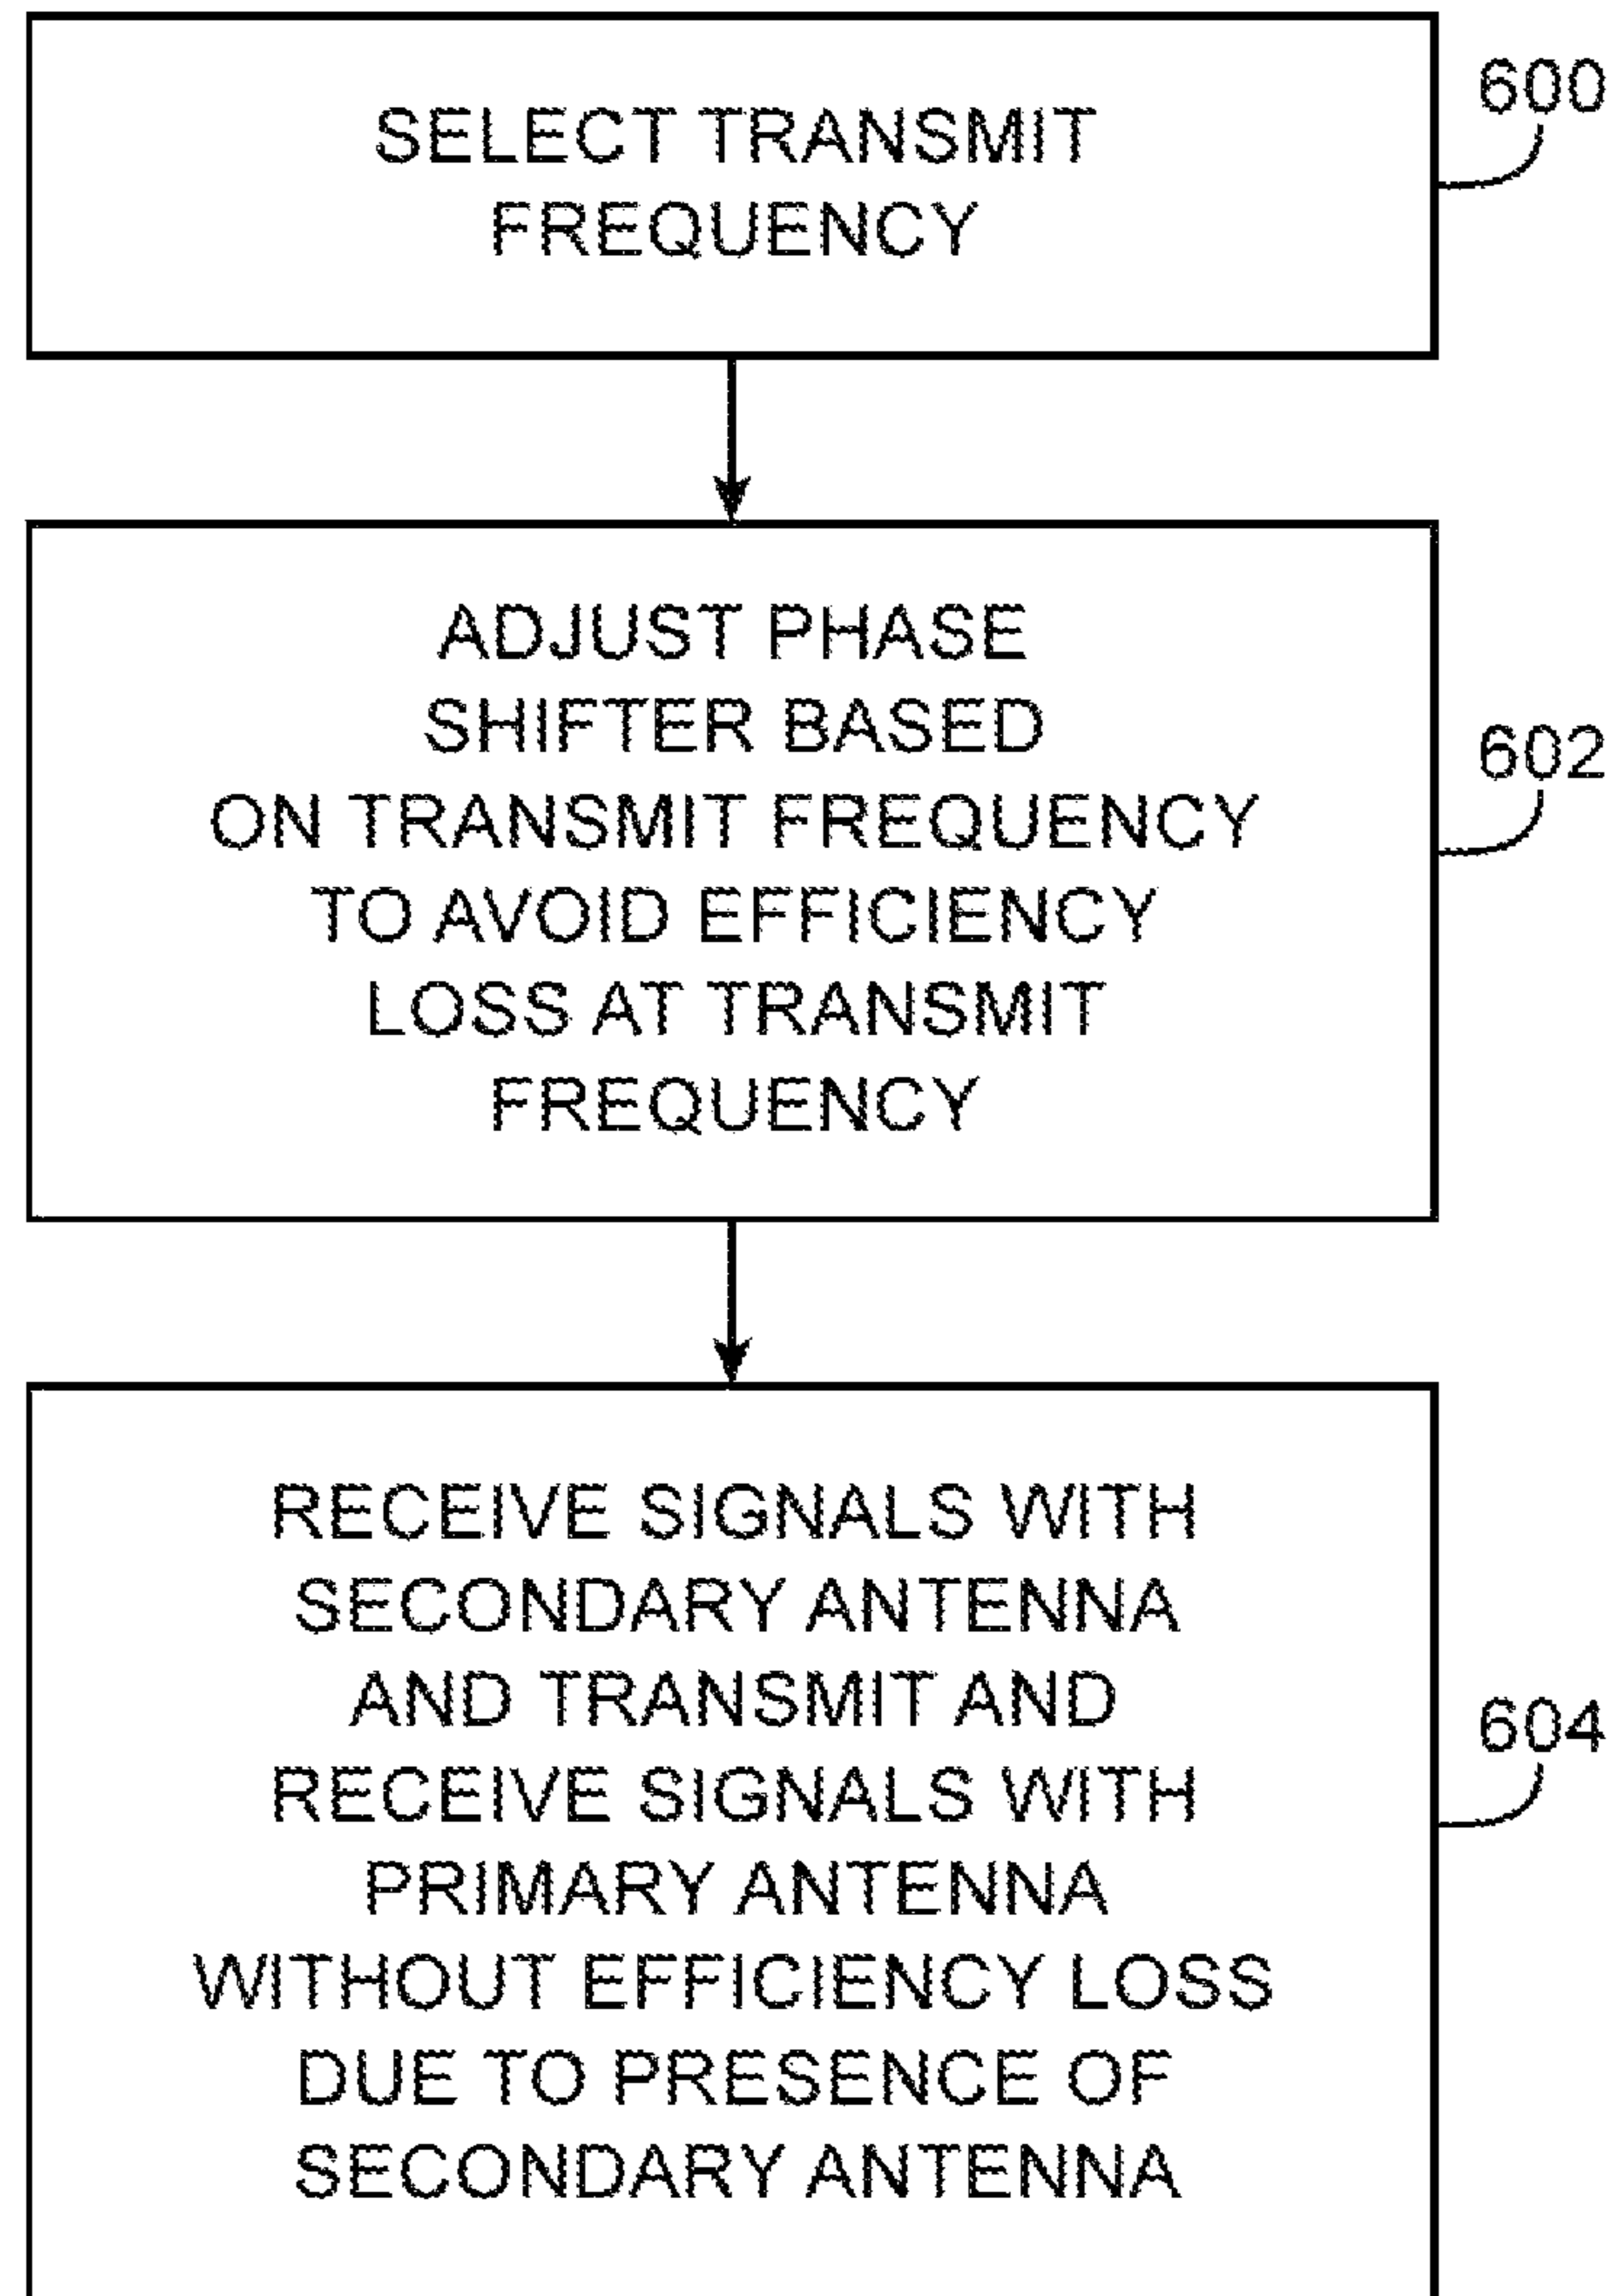 SELECT TRANSMIT
FREQUENCY
600
ADJUST PHASE
SHIFTER BASED
ON TRANSMIT FREQUENCY
TO AVOID EFFICIENCY
LOSS AT TRANSMIT
FREQUENCY
602
RECEIVE SIGNALS WITH
SECONDARY ANTENNA
AND TRANSMIT AND
RECEIVE SIGNALS WITH
PRIMARY ANTENNA
WITHOUT EFFICIENCY LOSS
DUE TO PRESENCE OF
SECONDARY ANTENNA
604